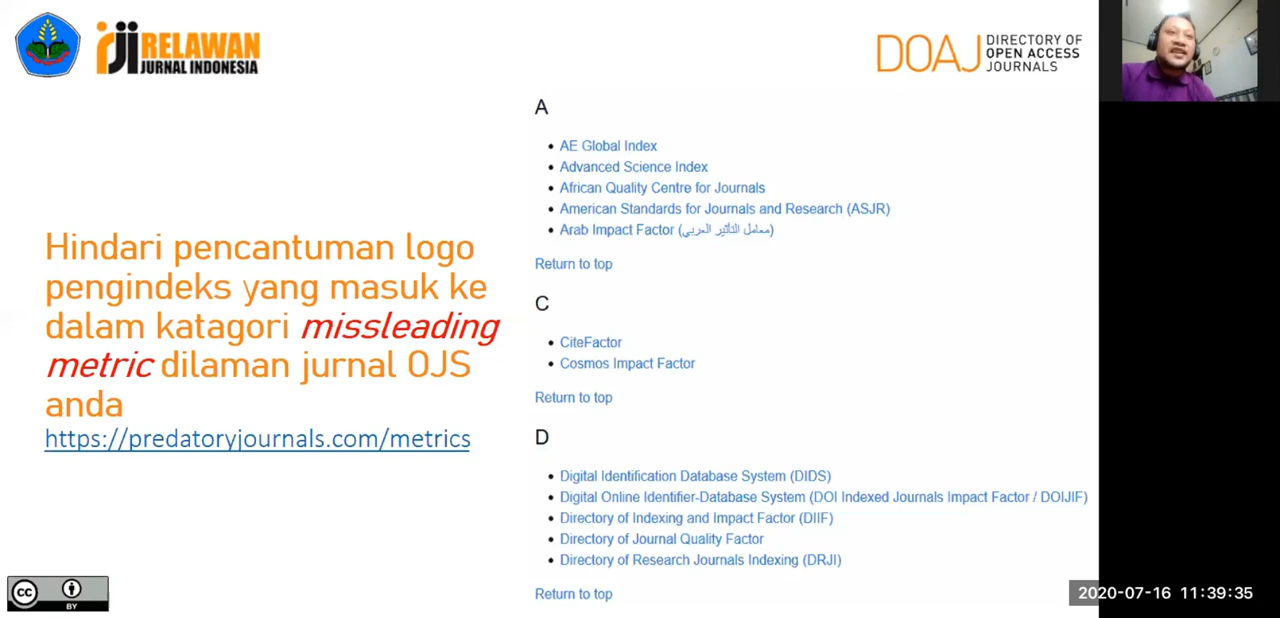 RELAWAN
JURNAL INDONESIA
DOAJ
DIRECTORY OF
OPEN ACCESS
JOURNALS
Hindari pencantuman logo
pengindeks yang masuk ke
dalam katagori missleading
metric dilaman jurnal OJS
anda
https://predatoryjournals.com/metrics
A
• AE Global Index
• Advanced Science Index
• African Quality Centre for Journals
• American Standards for Journals and Research (ASJR)
• Arab Impact Factor (معامل التأثير العربي)
Return to top
C
• CiteFactor
• Cosmos Impact Factor
Return to top
D
• Digital Identification Database System (DIDS)
• Digital Online Identifier-Database System (DOI Indexed Journals Impact Factor / DOIJIF)
• Directory of Indexing and Impact Factor (DIIF)
• Directory of Journal Quality Factor
• Directory of Research Journals Indexing (DRJI)
Return to top
cc
BY
2020-07-16 11:39:35